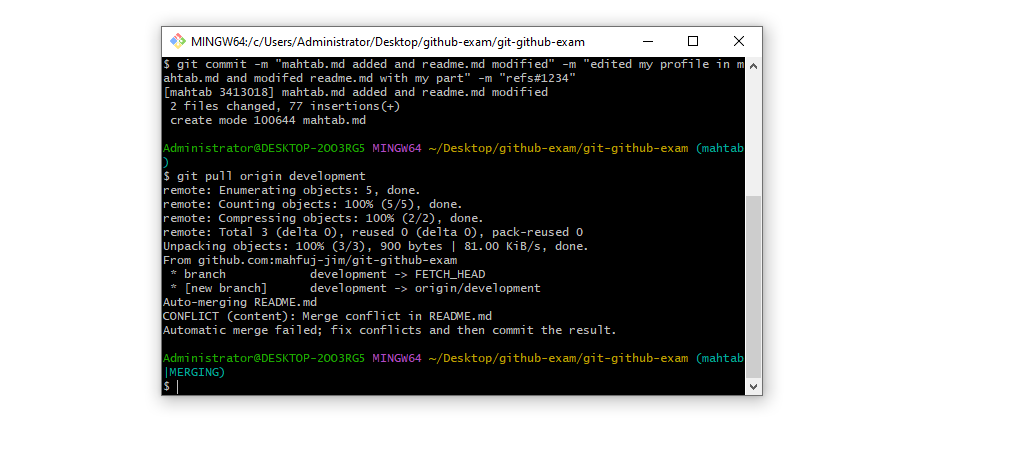 MINGW64:/c/Users/Administrator/Desktop/github-exam/git-github-exam
$ git commit -m "mahtab.md added and readme.md modified" -m "edited my profile in m
ahtab.md and modifed readme.md with my part" -m "refs#1234"
[mahtab 3413018] mahtab.md added and readme.md modified
 2 files changed, 77 insertions(+)
 create mode 100644 mahtab.md
Administrator@DESKTOP-2OO3RG5 MINGW64 ~/Desktop/github-exam/git-github-exam (mahtab
)
$ git pull origin development
remote: Enumerating objects: 5, done.
remote: Counting objects: 100% (5/5), done.
remote: Compressing objects: 100% (2/2), done.
remote: Total 3 (delta 0), reused 0 (delta 0), pack-reused 0
Unpacking objects: 100% (3/3), 900 bytes | 81.00 KiB/s, done.
From github.com:mahfuj-jim/git-github-exam
 * branch            development -> FETCH_HEAD
 * [new branch]      development -> origin/development
Auto-merging README.md
CONFLICT (content): Merge conflict in README.md
Automatic merge failed; fix conflicts and then commit the result.
Administrator@DESKTOP-2OO3RG5 MINGW64 ~/Desktop/github-exam/git-github-exam (mahtab
|MERGING)
$